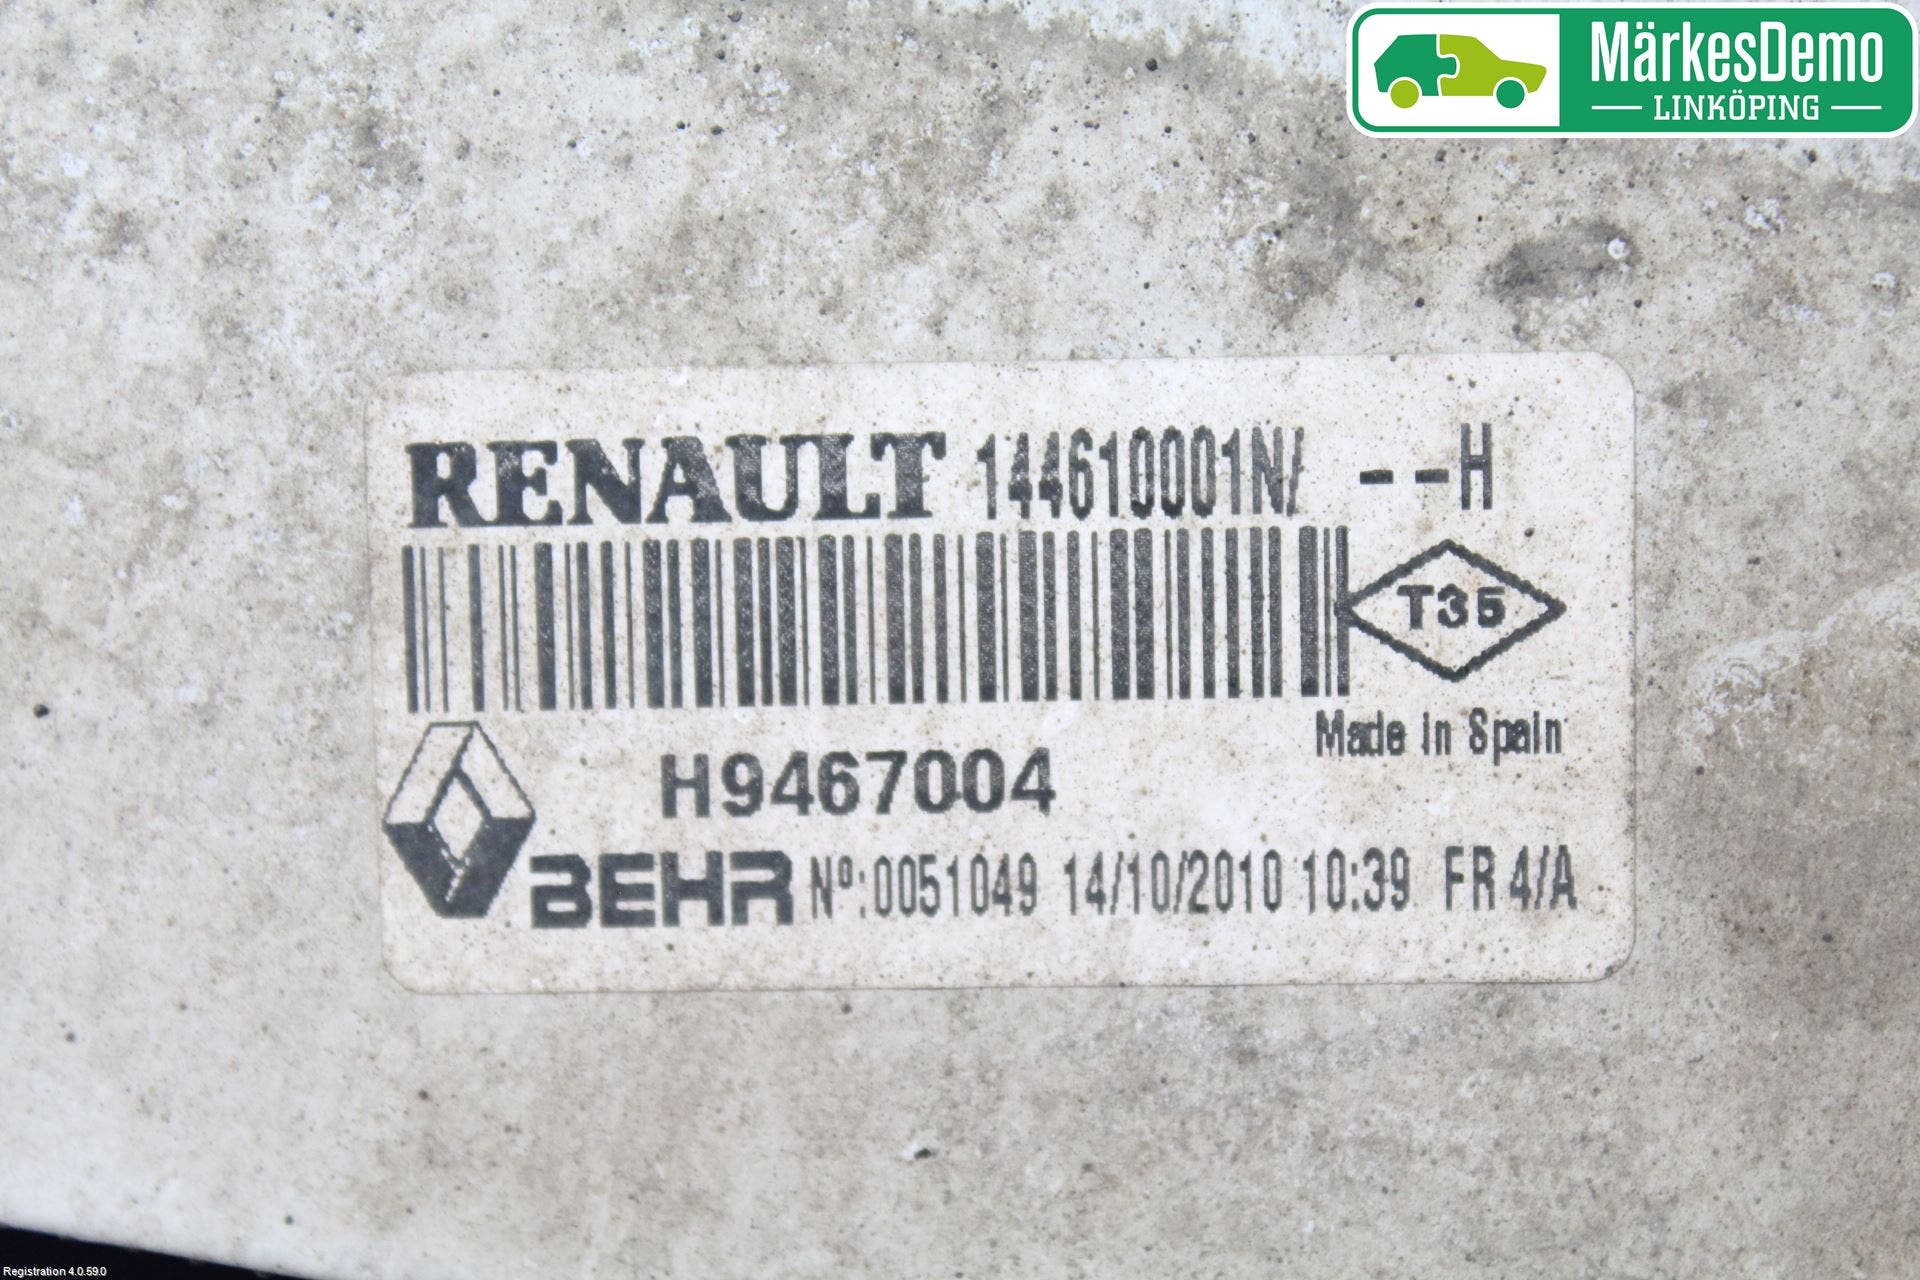 MärkesDemo
LINKÖPING
RENAULT 144610001N/ --H
T35
Made in Spain
H9467004
BEHR Nº:0051049 14/10/2010 10:39 FR 4/A
Registration 4.0.59.0